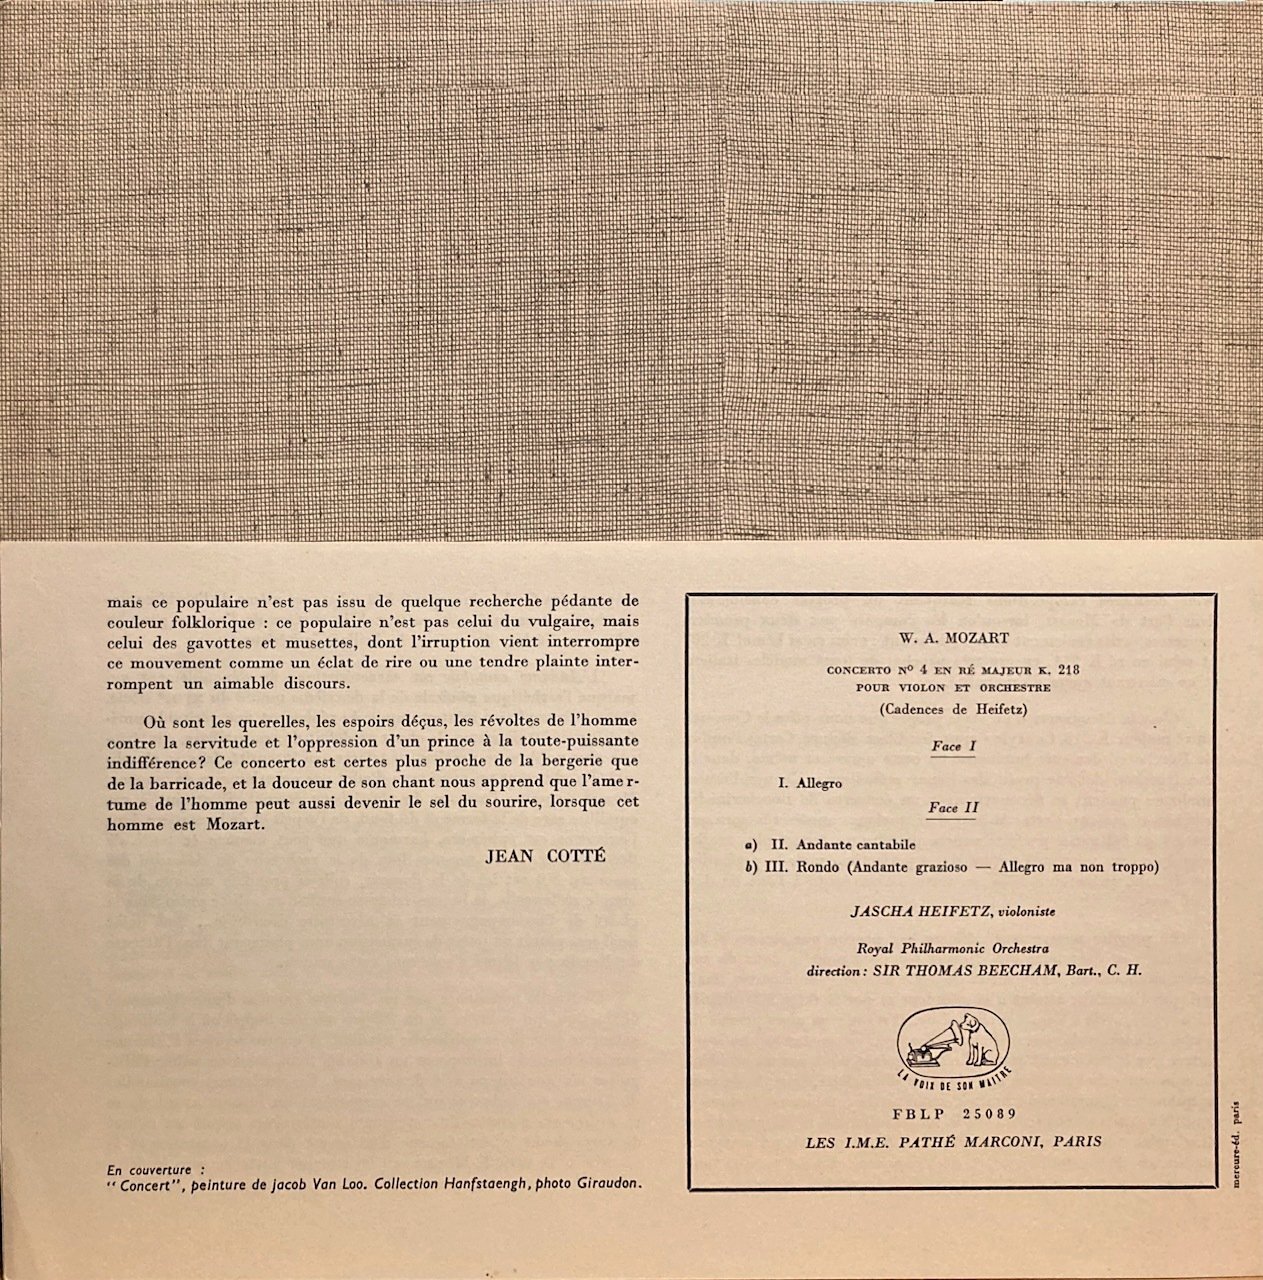 mais ce populaire n'est pas issu de quelque recherche pédante de
couleur folklorique : ce populaire n'est pas celui du vulgaire, mais
celui des gavottes et musettes, dont l'irruption vient interrompre
ce mouvement comme un éclat de rire ou une tendre plainte inter-
rompent un aimable discours.
Où sont les querelles, les espoirs déçus, les révoltes de l'homme
contre la servitude et l'oppression d'un prince à la toute-puissante
indifférence? Ce concerto est certes plus proche de la bergerie que
de la barricade, et la douceur de son chant nous apprend que l'amer-
tume de l'homme peut aussi devenir le sel du sourire, lorsque cet
homme est Mozart.
JEAN COTTÉ
En couverture :
"Concert", peinture de Jacob Van Loo. Collection Hanfstaengh, photo Giraudon.
W. A. MOZART
CONCERTO Nº 4 EN RÉ MAJEUR K. 218
POUR VIOLON ET ORCHESTRE
(Cadences de Heifetz)
Face I
I. Allegro
Face II
a) II. Andante cantabile
b) III. Rondo (Andante grazioso — Allegro ma non troppo)
JASCHA HEIFETZ, violoniste
Royal Philharmonic Orchestra
direction : SIR THOMAS BEECHAM, Bart., C. H.
LA VOIX DE SON MAITRE
FBLP 25089
LES I.M.E. PATHÉ MARCONI, PARIS
mercure-éd. paris